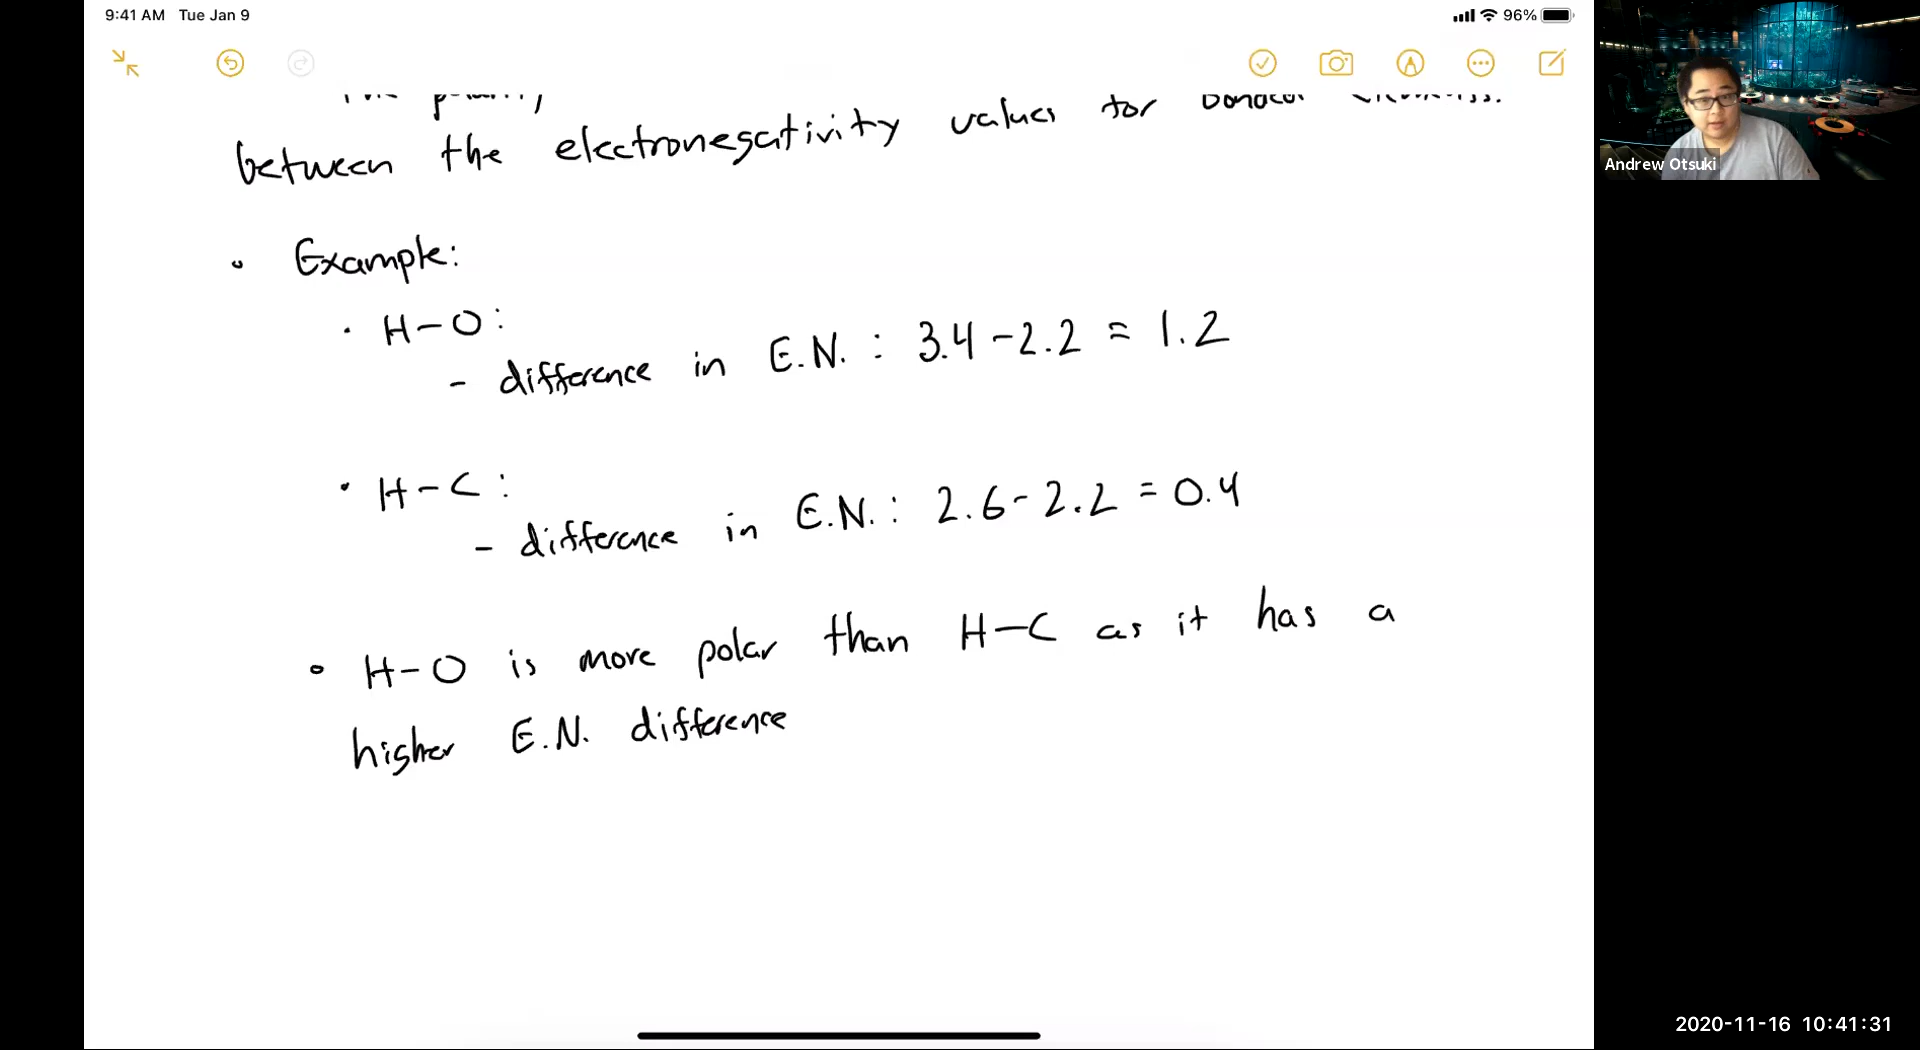 9:41 AM Tue Jan 9 96%
between the electronegativity values for bonded
• Example:
• H-O:
- difference in E.N. : 3.4-2.2 = 1.2
• H-C:
- difference in E.N.: 2.6-2.2 = 0.4
• H-O is more polar than H-C as it has a
higher E.N. difference
Andrew Otsuki
2020-11-16 10:41:31